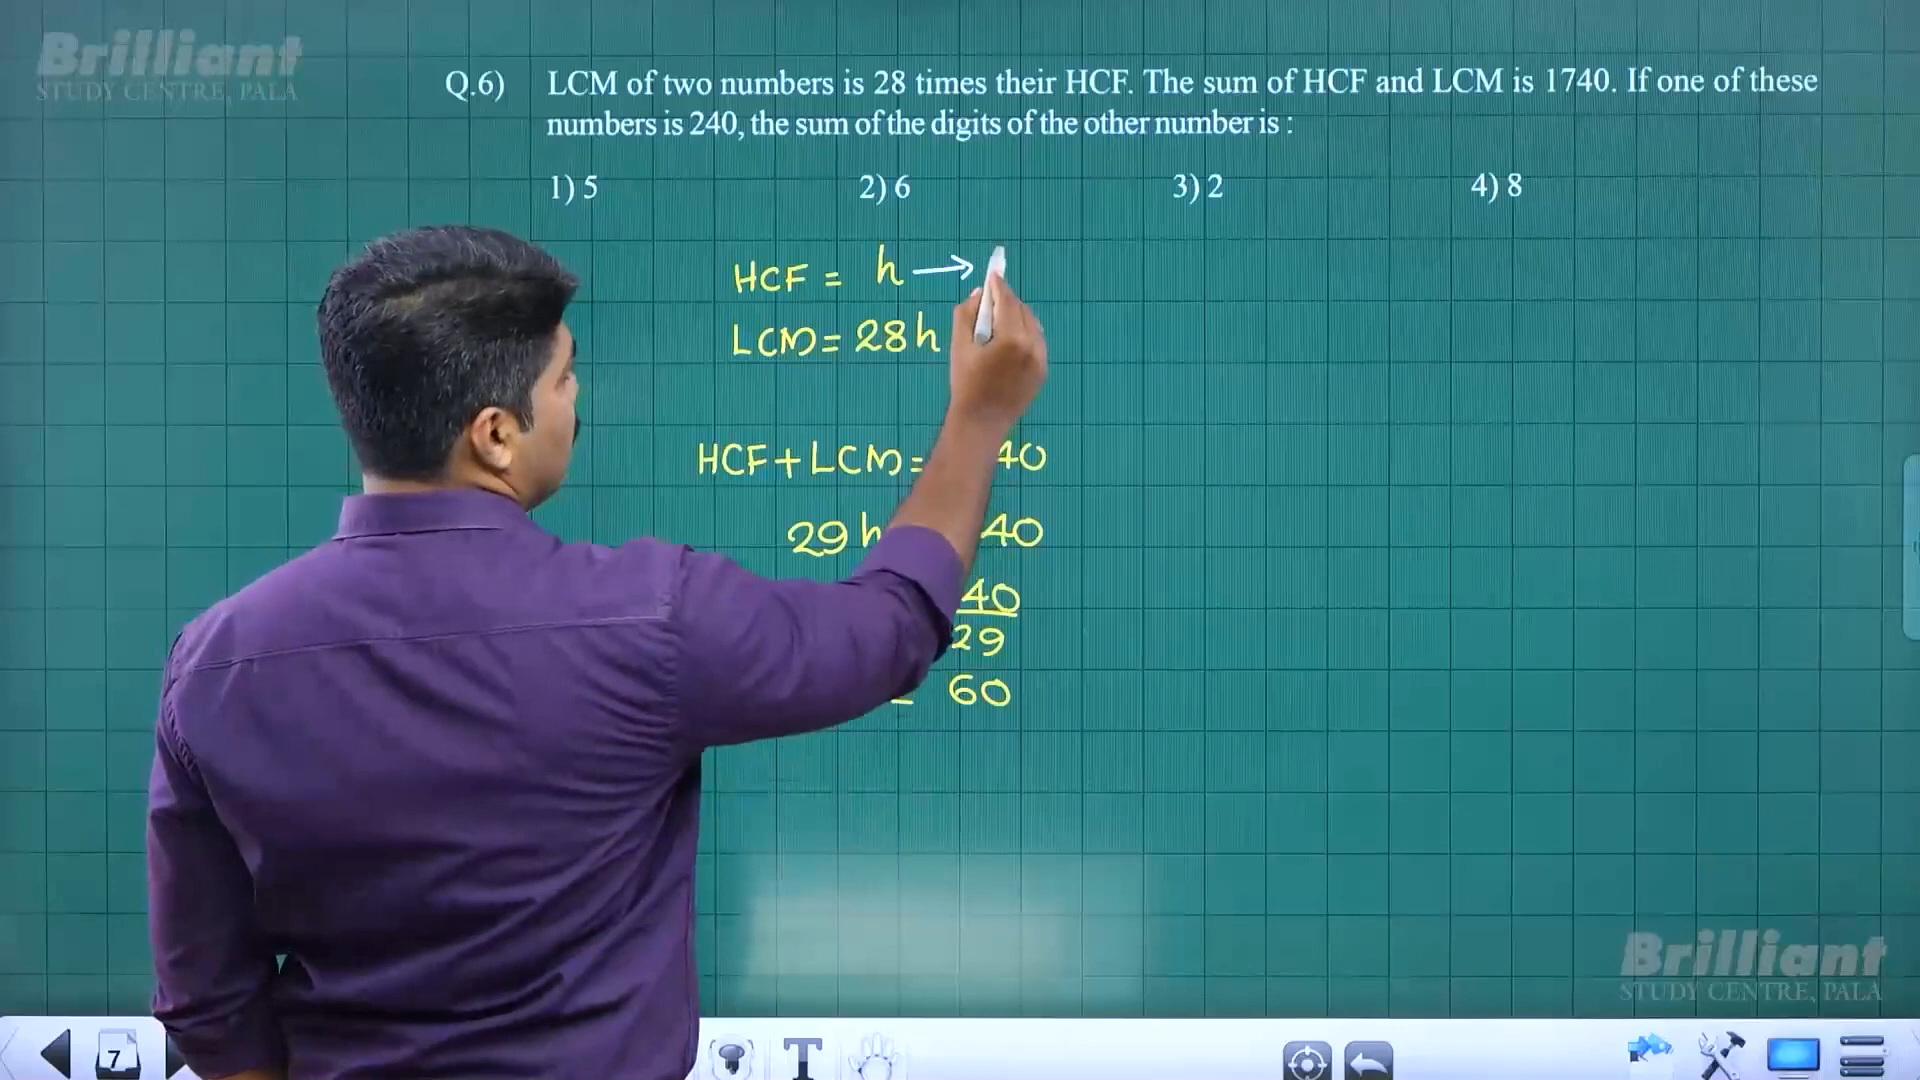 Brilliant
STUDY CENTRE, PALA
Q.6) LCM of two numbers is 28 times their HCF. The sum of HCF and LCM is 1740. If one of these
numbers is 240, the sum of the digits of the other number is :
1) 5 2) 6 3) 2 4) 8
HCF = h →
LCM = 28h
HCF + LCM = 40
29h 40
40
29
= 60
Brilliant
STUDY CENTRE, PALA
7
T